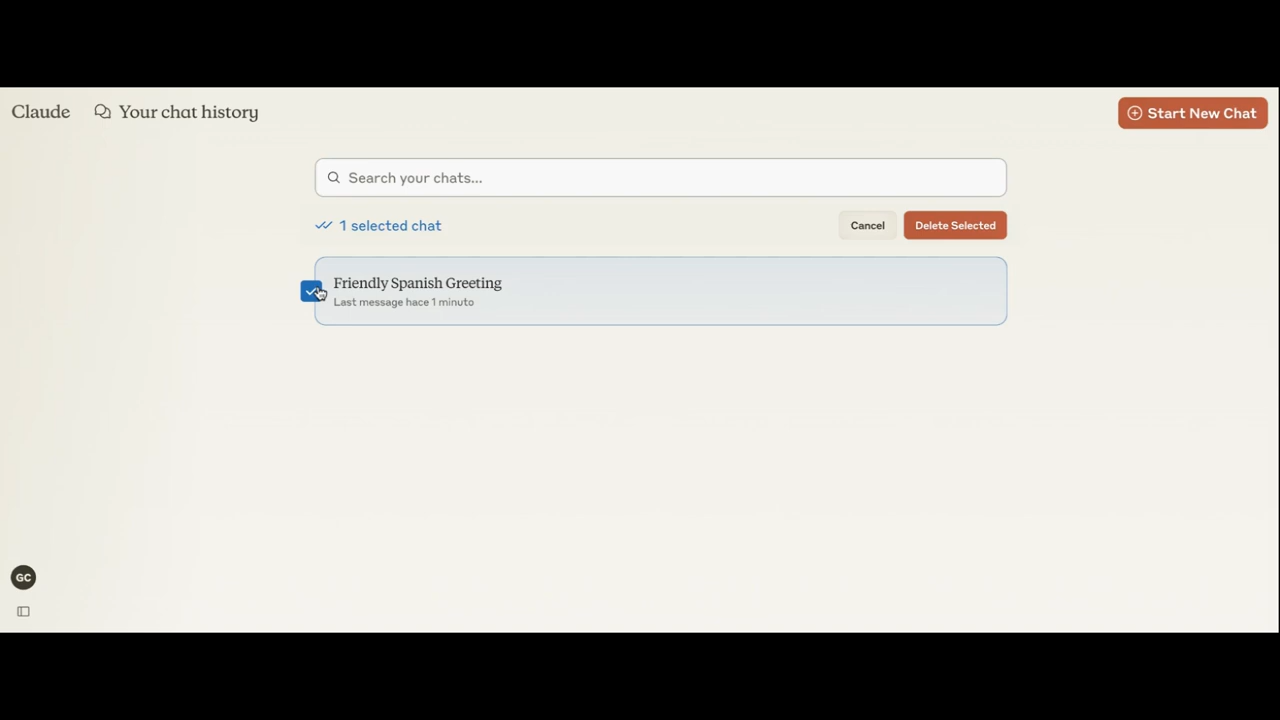 Claude
Your chat history
Start New Chat
Search your chats...
1 selected chat
Cancel
Delete Selected
Friendly Spanish Greeting
Last message hace 1 minuto
GC